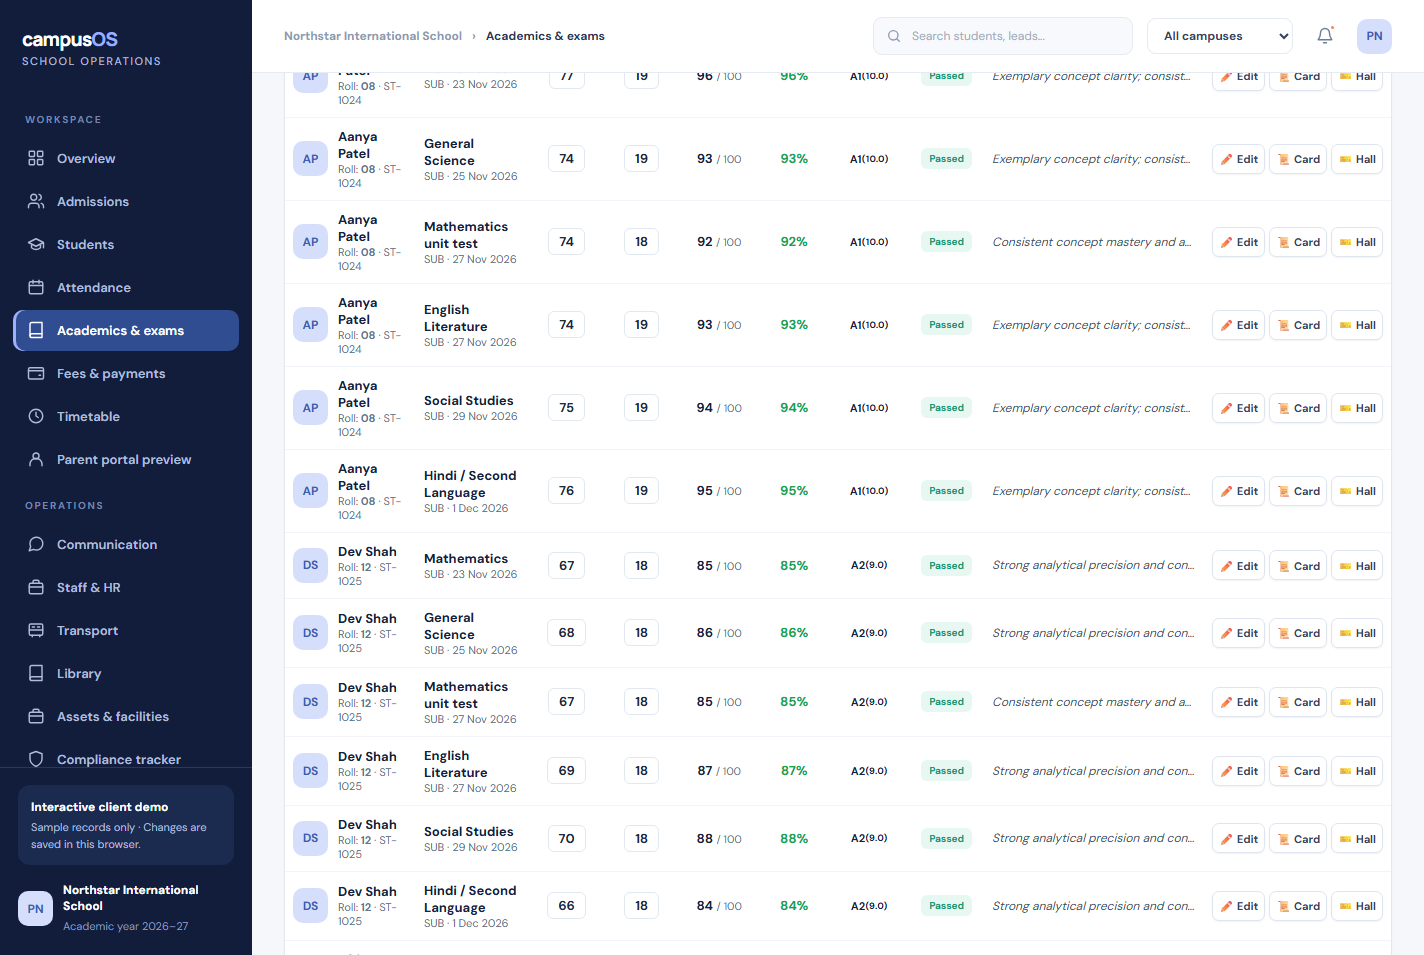 campusOS
SCHOOL OPERATIONS
WORKSPACE
Overview
Admissions
Students
Attendance
Academics & exams
Fees & payments
Timetable
Parent portal preview
OPERATIONS
Communication
Staff & HR
Transport
Library
Assets & facilities
Compliance tracker
Interactive client demo
Sample records only · Changes are
saved in this browser.
PN
Northstar International
School
Academic year 2026–27
Northstar International School › Academics & exams
Search students, leads...
All campuses
PN
AP
Patel
Roll: 08 · ST-
1024
SUB · 23 Nov 2026
77
19
96 / 100
96%
A1(10.0)
Passed
Exemplary concept clarity; consist...
Edit
Card
Hall
AP
Aanya
Patel
Roll: 08 · ST-
1024
General
Science
SUB · 25 Nov 2026
74
19
93 / 100
93%
A1(10.0)
Passed
Exemplary concept clarity; consist...
Edit
Card
Hall
AP
Aanya
Patel
Roll: 08 · ST-
1024
Mathematics
unit test
SUB · 27 Nov 2026
74
18
92 / 100
92%
A1(10.0)
Passed
Consistent concept mastery and a...
Edit
Card
Hall
AP
Aanya
Patel
Roll: 08 · ST-
1024
English
Literature
SUB · 27 Nov 2026
74
19
93 / 100
93%
A1(10.0)
Passed
Exemplary concept clarity; consist...
Edit
Card
Hall
AP
Aanya
Patel
Roll: 08 · ST-
1024
Social Studies
SUB · 29 Nov 2026
75
19
94 / 100
94%
A1(10.0)
Passed
Exemplary concept clarity; consist...
Edit
Card
Hall
AP
Aanya
Patel
Roll: 08 · ST-
1024
Hindi / Second
Language
SUB · 1 Dec 2026
76
19
95 / 100
95%
A1(10.0)
Passed
Exemplary concept clarity; consist...
Edit
Card
Hall
DS
Dev Shah
Roll: 12 · ST-
1025
Mathematics
SUB · 23 Nov 2026
67
18
85 / 100
85%
A2(9.0)
Passed
Strong analytical precision and con...
Edit
Card
Hall
DS
Dev Shah
Roll: 12 · ST-
1025
General
Science
SUB · 25 Nov 2026
68
18
86 / 100
86%
A2(9.0)
Passed
Strong analytical precision and con...
Edit
Card
Hall
DS
Dev Shah
Roll: 12 · ST-
1025
Mathematics
unit test
SUB · 27 Nov 2026
67
18
85 / 100
85%
A2(9.0)
Passed
Consistent concept mastery and a...
Edit
Card
Hall
DS
Dev Shah
Roll: 12 · ST-
1025
English
Literature
SUB · 27 Nov 2026
69
18
87 / 100
87%
A2(9.0)
Passed
Strong analytical precision and con...
Edit
Card
Hall
DS
Dev Shah
Roll: 12 · ST-
1025
Social Studies
SUB · 29 Nov 2026
70
18
88 / 100
88%
A2(9.0)
Passed
Strong analytical precision and con...
Edit
Card
Hall
DS
Dev Shah
Roll: 12 · ST-
1025
Hindi / Second
Language
SUB · 1 Dec 2026
66
18
84 / 100
84%
A2(9.0)
Passed
Strong analytical precision and con...
Edit
Card
Hall